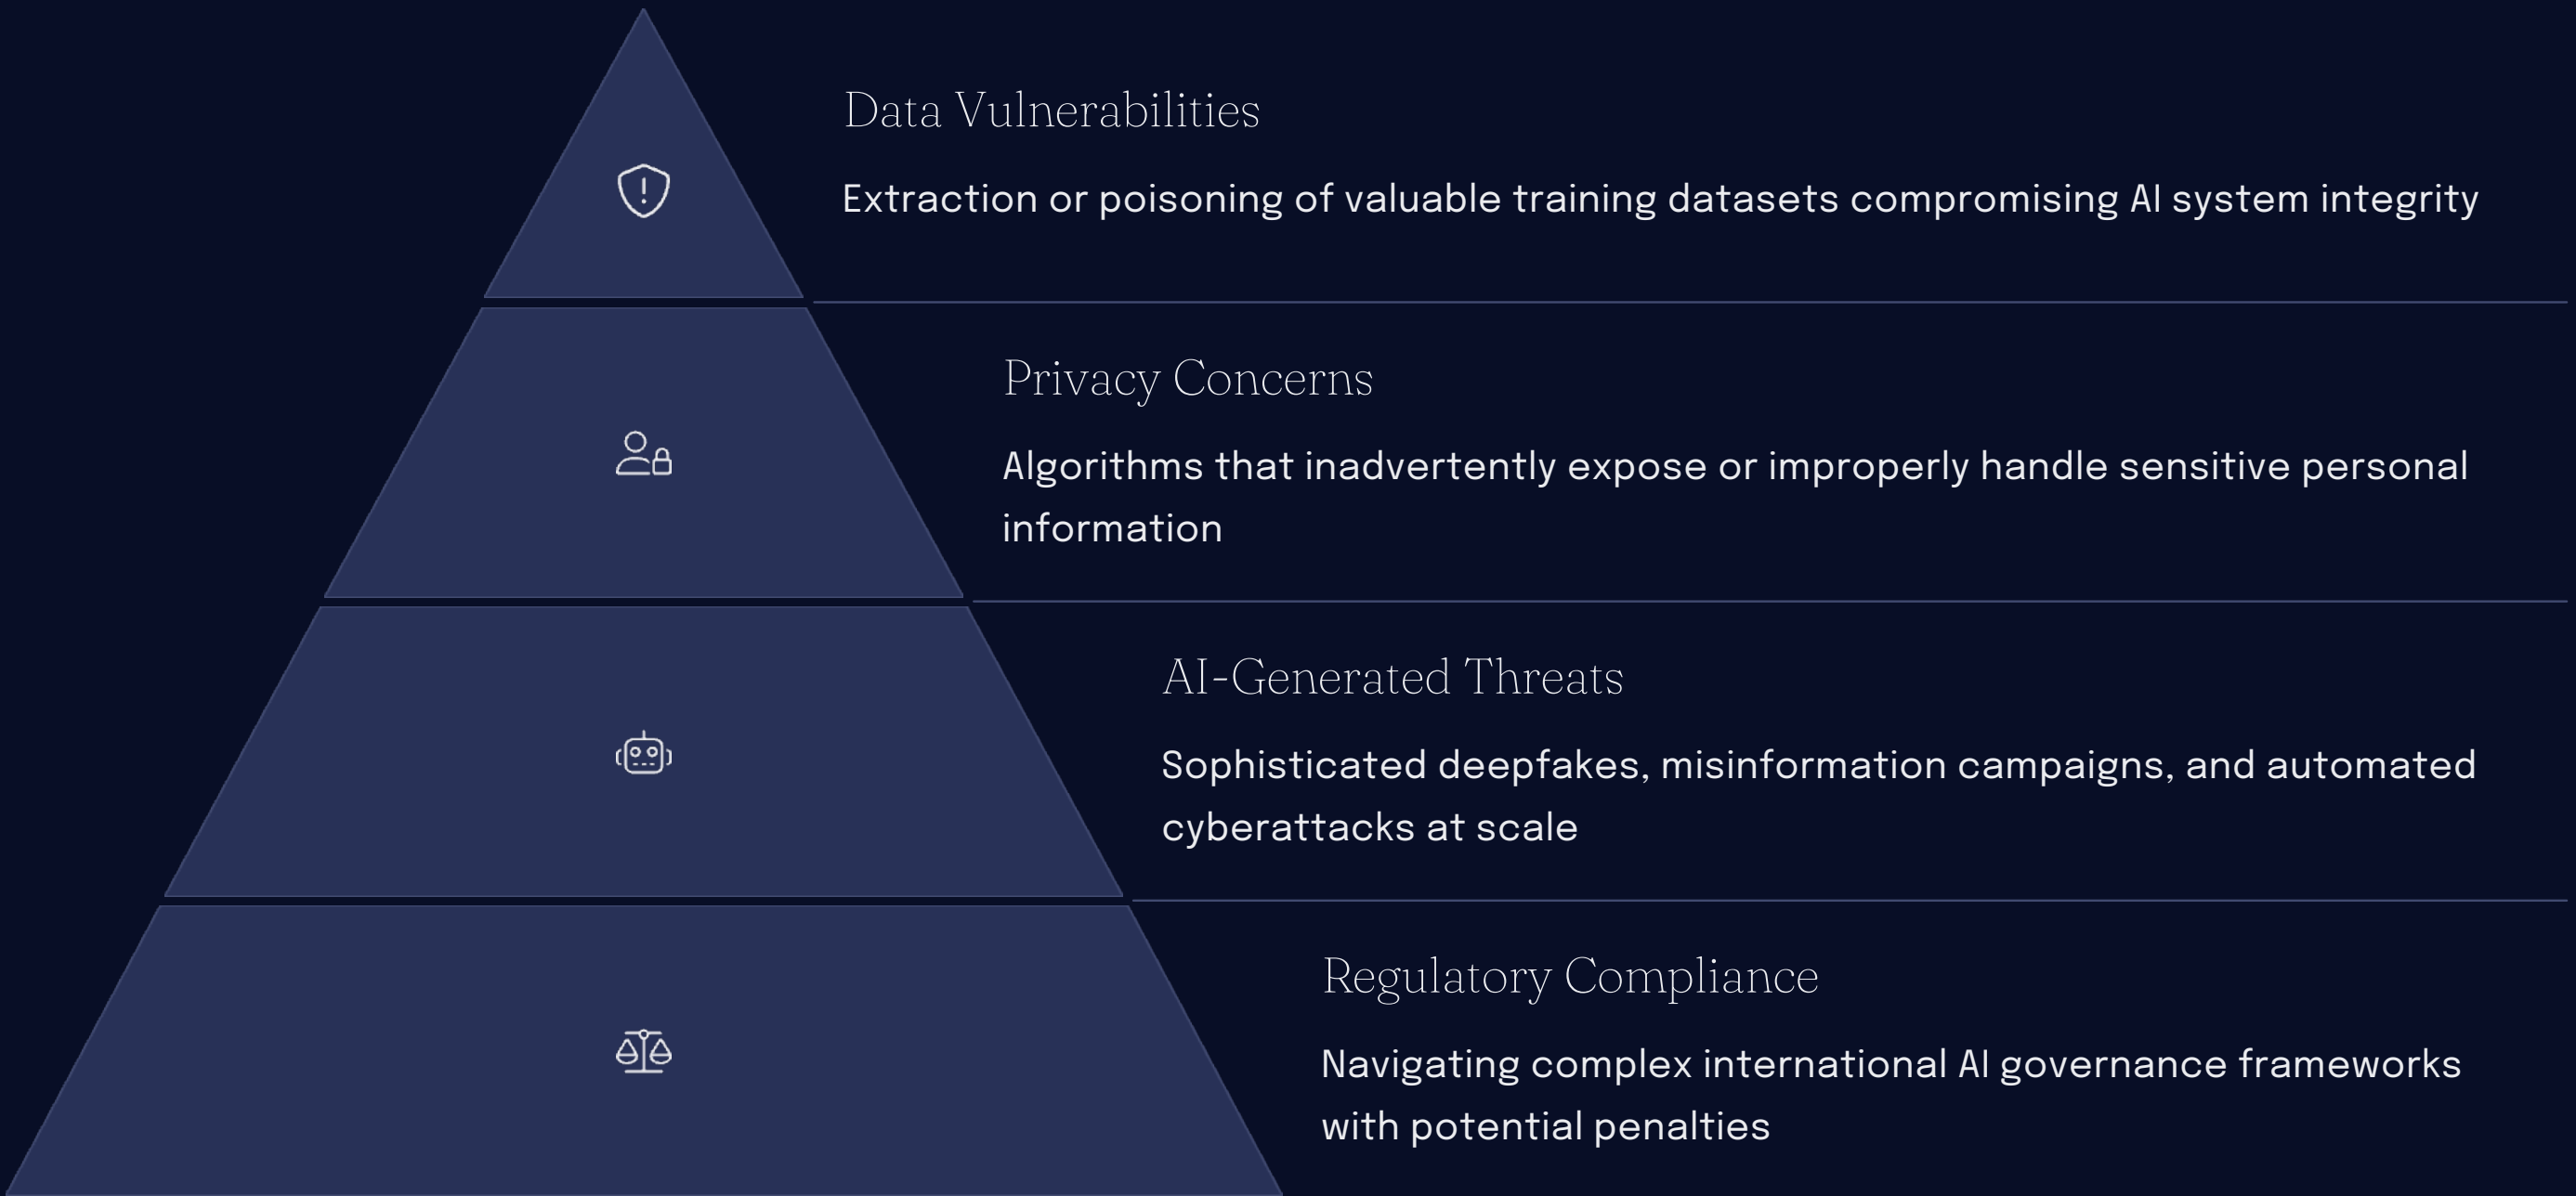 Data Vulnerabilities
Extraction or poisoning of valuable training datasets compromising AI system integrity
Privacy Concerns
Algorithms that inadvertently expose or improperly handle sensitive personal
information
AI-Generated Threats
Sophisticated deepfakes, misinformation campaigns, and automated
cyberattacks at scale
Regulatory Compliance
Navigating complex international AI governance frameworks
with potential penalties